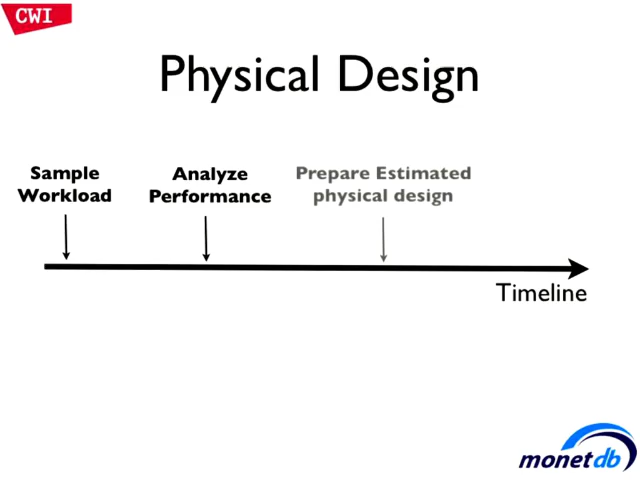 CWI
Physical Design
Sample
Workload
Analyze
Performance
Prepare Estimated
physical design
Timeline
monetdb